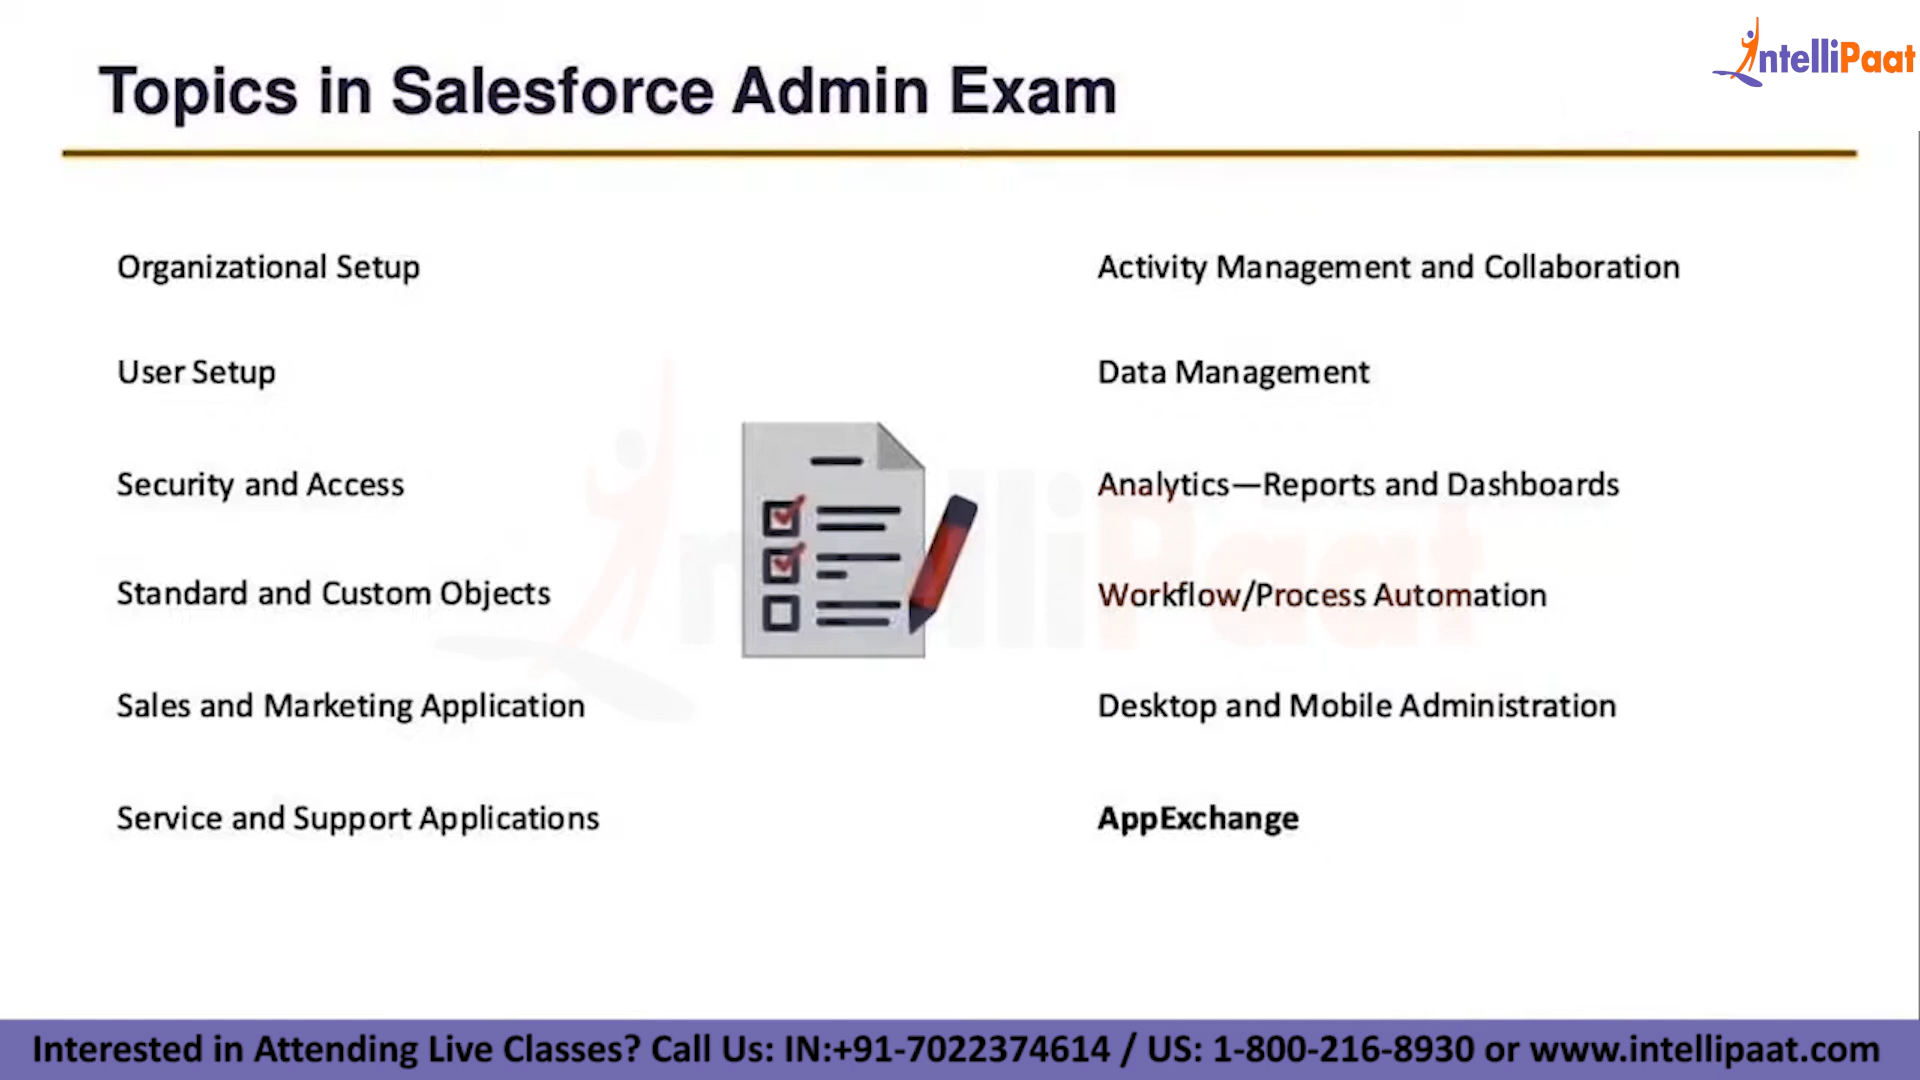 Topics in Salesforce Admin Exam
IntelliPaat
Organizational Setup
User Setup
Security and Access
Standard and Custom Objects
Sales and Marketing Application
Service and Support Applications
Activity Management and Collaboration
Data Management
Analytics—Reports and Dashboards
Workflow/Process Automation
Desktop and Mobile Administration
AppExchange
IntelliPaat
Interested in Attending Live Classes? Call Us: IN:+91-7022374614 / US: 1-800-216-8930 or www.intellipaat.com